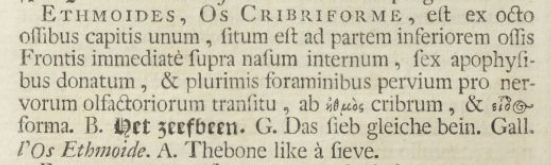 ETHMOIDES, OS CRIBRIFORME, eſt ex octo
oſſibus capitis unum, ſitum eſt ad partem inferiorem oſſis
Frontis immediatè ſupra naſum internum, ſex apophyſi-
bus donatum, & plurimis foraminibus pervium pro ner-
vorum olfactoriorum tranſitu, ab ἠθμὸς cribrum, & εἶδος
forma. B. Het zeefbeen. G. Das ſieb gleiche bein. Gall.
l'Os Ethmoide. A. Thebone like à ſieve.